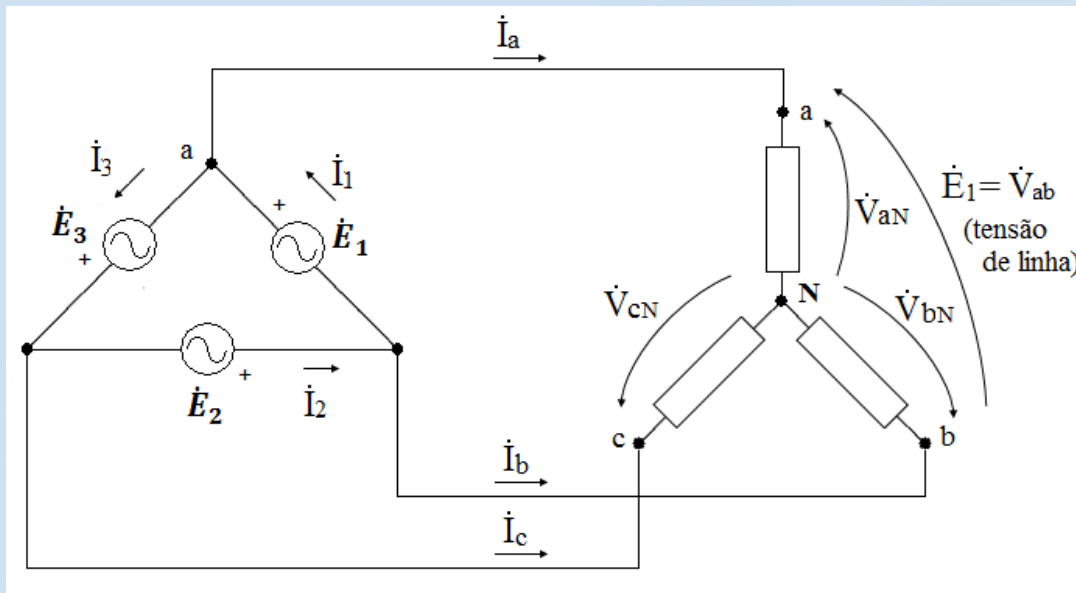 İa
a
a
İ3
İ1
+
Ė3
+
Ė1
V̇aN
Ė1= V̇ab
(tensão
de linha)
V̇cN
N
V̇bN
+
Ė2
İ2
c
b
İb
İc